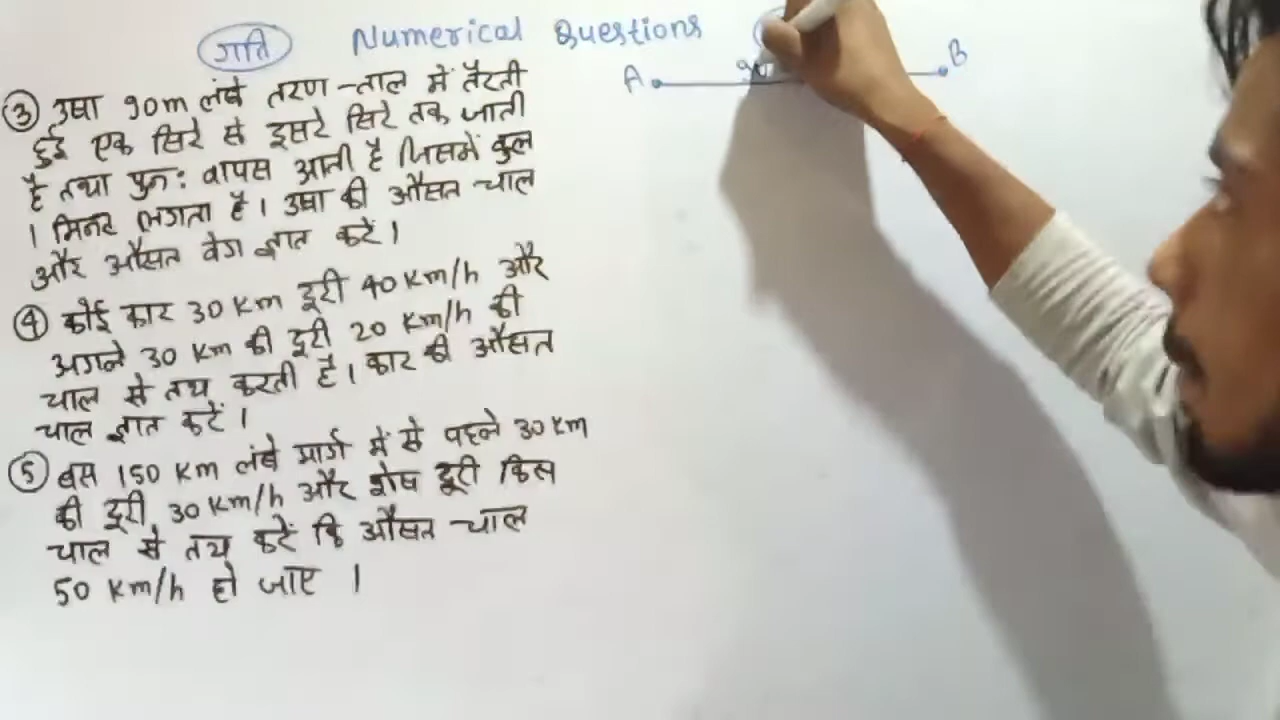 गति Numerical Questions
A B
③ उषा 90m लंबे तरण-ताल में तैरती
हुई एक सिरे से दूसरे सिरे तक जाती
है तथा पुन: वापस आती है जिसमें कुल
1 मिनट लगता है। उषा की औसत चाल
और औसत वेग ज्ञात करें।
④ कोई कार 30 Km दूरी 40 Km/h और
अगले 30 Km की दूरी 20 Km/h की
चाल से तय करती है। कार की औसत
चाल ज्ञात करें।
⑤ बस 150 Km लंबे मार्ग में से पहले 30 Km
की दूरी 30 Km/h और शेष दूरी किस
चाल से तय करें कि औसत चाल
50 Km/h हो जाए ।